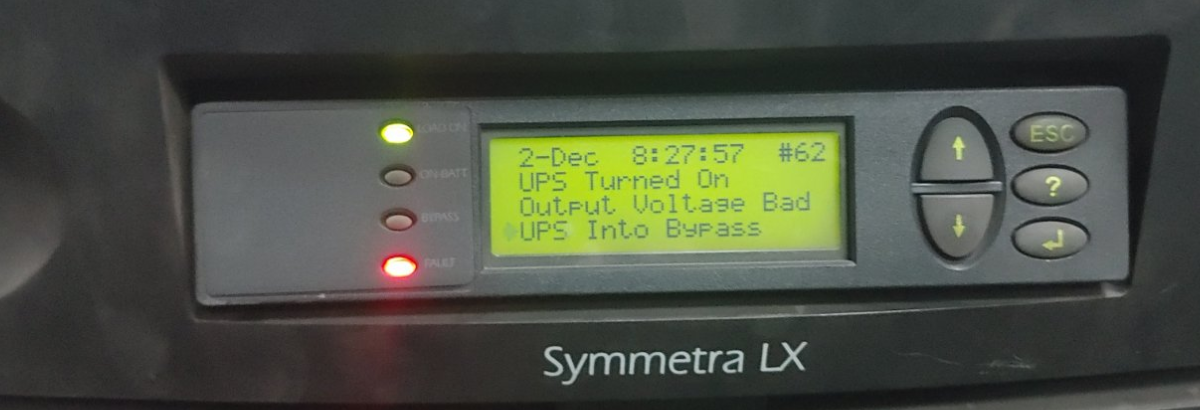 LOAD ON
ON BATT
BYPASS
FAULT
2-Dec 8:27:57 #62
UPS Turned On
Output Voltage Bad
UPS Into Bypass
ESC
?
Symmetra LX